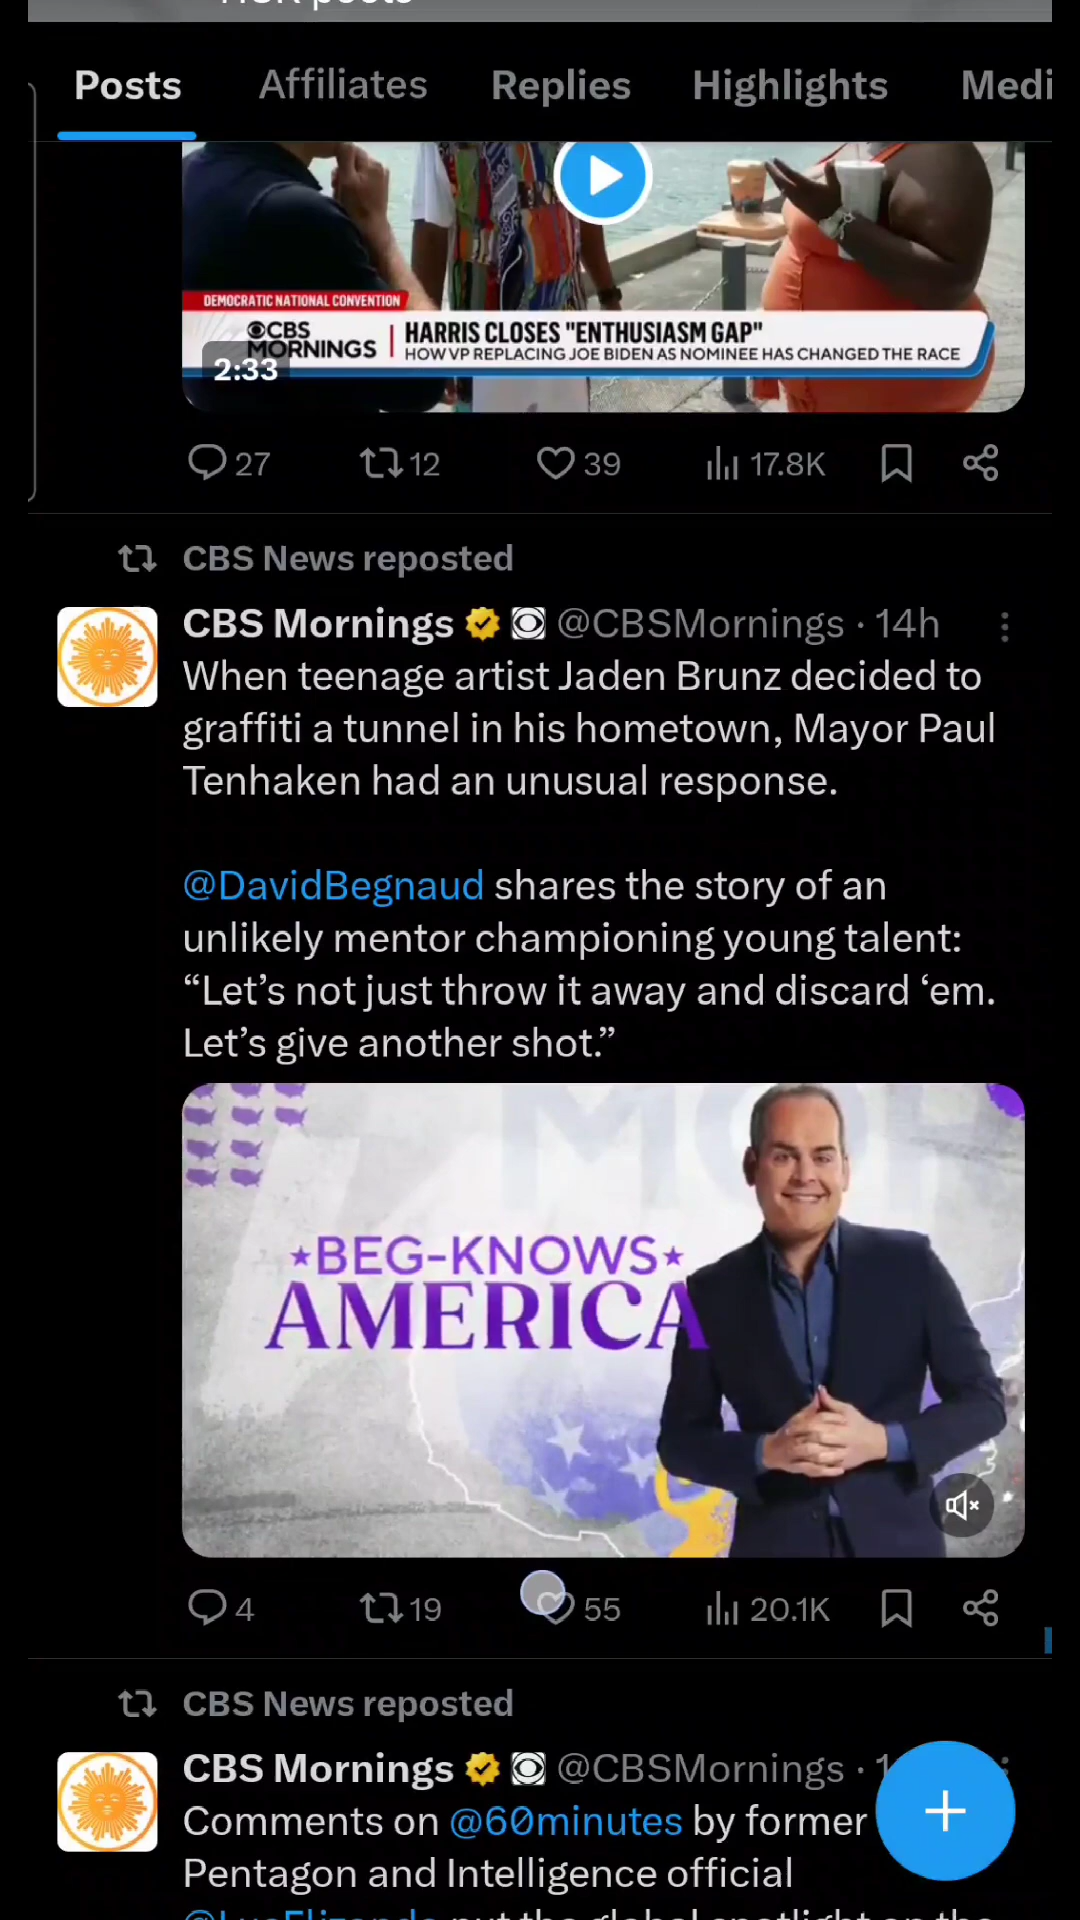 Posts Affiliates Replies Highlights Medi
DEMOCRATIC NATIONAL CONVENTION
CBS MORNINGS
HARRIS CLOSES "ENTHUSIASM GAP"
HOW VP REPLACING JOE BIDEN AS NOMINEE HAS CHANGED THE RACE
2:33
27 12 39 17.8K
CBS News reposted
CBS Mornings @CBSMornings · 14h
When teenage artist Jaden Brunz decided to
graffiti a tunnel in his hometown, Mayor Paul
Tenhaken had an unusual response.
@DavidBegnaud shares the story of an
unlikely mentor championing young talent:
“Let’s not just throw it away and discard ‘em.
Let’s give another shot.”
BEG-KNOWS
AMERICA
4 19 55 20.1K
CBS News reposted
CBS Mornings @CBSMornings ·
Comments on @60minutes by former
Pentagon and Intelligence official